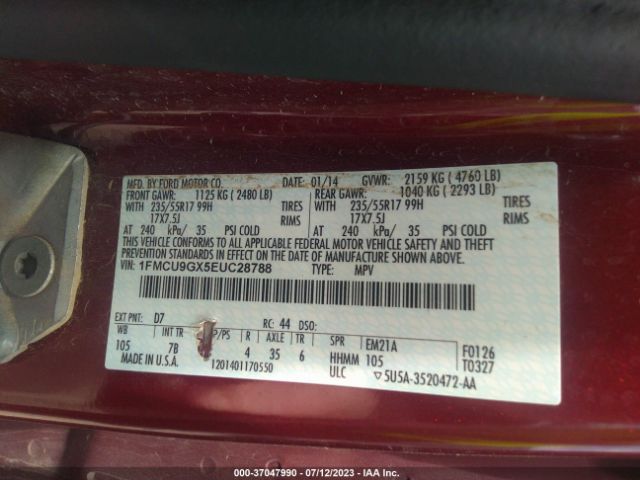 MFD. BY FORD MOTOR CO. DATE: 01/14 GVWR: 2159 KG ( 4760 LB)
FRONT GAWR: 1125 KG ( 2480 LB) REAR GAWR: 1040 KG ( 2293 LB)
WITH 235/55R17 99H TIRES WITH 235/55R17 99H TIRES
17X7.5J RIMS 17X7.5J RIMS
AT 240 kPa/ 35 PSI COLD AT 240 kPa/ 35 PSI COLD
THIS VEHICLE CONFORMS TO ALL APPLICABLE FEDERAL MOTOR VEHICLE SAFETY AND THEFT
PREVENTION STANDARDS IN EFFECT ON THE DATE OF MANUFACTURE SHOWN ABOVE.
VIN: 1FMCU9GX5EUC28788 TYPE: MPV
EXT PNT: D7 RC: 44 DSO:
WB INT TR P/PS R AXLE TR SPR EM21A F0126
105 7B 4 35 6 HHMM 105 T0327
MADE IN U.S.A. 1201401170550 ULC 5U5A-3520472-AA
000-37047990 - 07/12/2023 - IAA Inc.